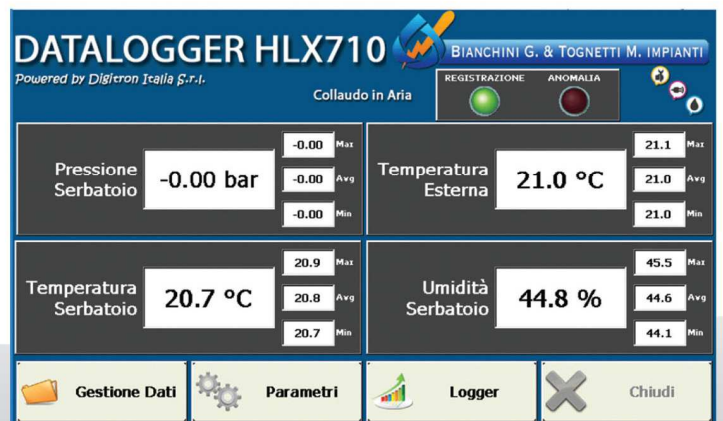 DATALOGGER HLX710
BIANCHINI G. & TOGNETTI M. IMPIANTI
Powered by Digitron Italia S.r.l.
Collaudo in Aria
REGISTRAZIONE
ANOMALIA
Pressione
Serbatoio
-0.00 bar
-0.00 Max
-0.00 Avg
-0.00 Min
Temperatura
Esterna
21.0 °C
21.1 Max
21.0 Avg
21.0 Min
Temperatura
Serbatoio
20.7 °C
20.9 Max
20.8 Avg
20.7 Min
Umidità
Serbatoio
44.8 %
45.5 Max
44.6 Avg
44.1 Min
Gestione Dati
Parametri
Logger
Chiudi